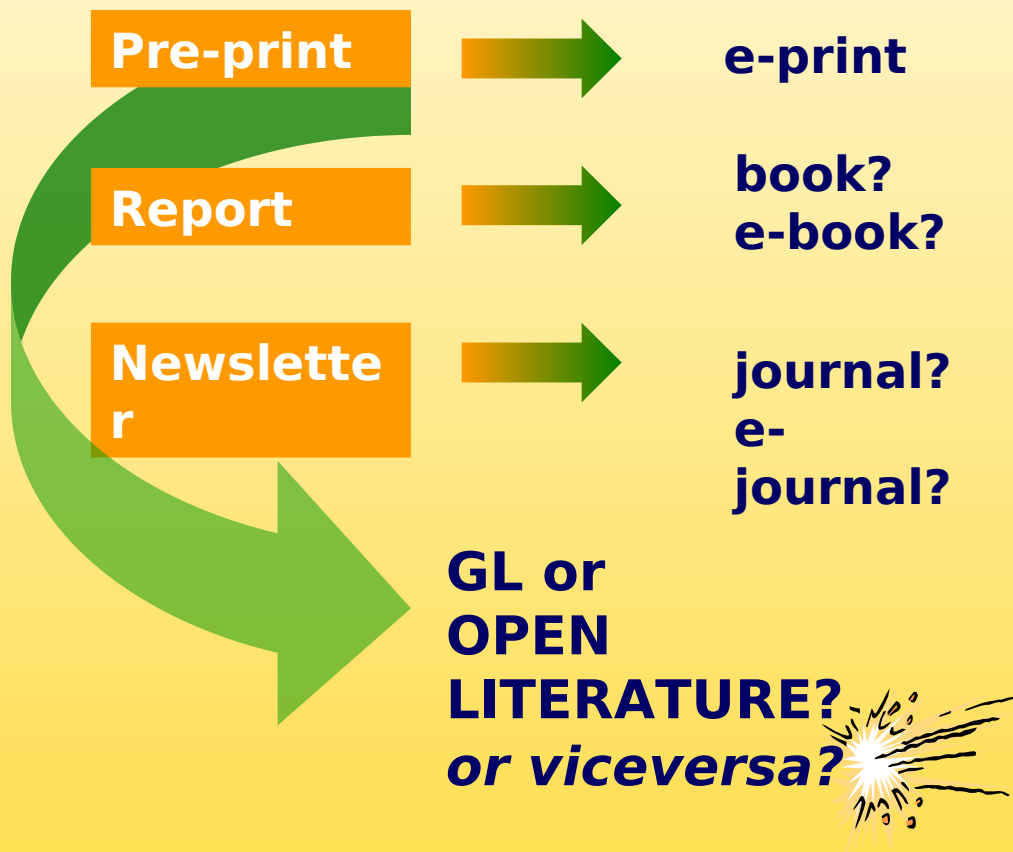 Pre-print
e-print
Report
book?
e-book?
Newslette
r
journal?
e-
journal?
GL or
OPEN
LITERATURE?
or viceversa?